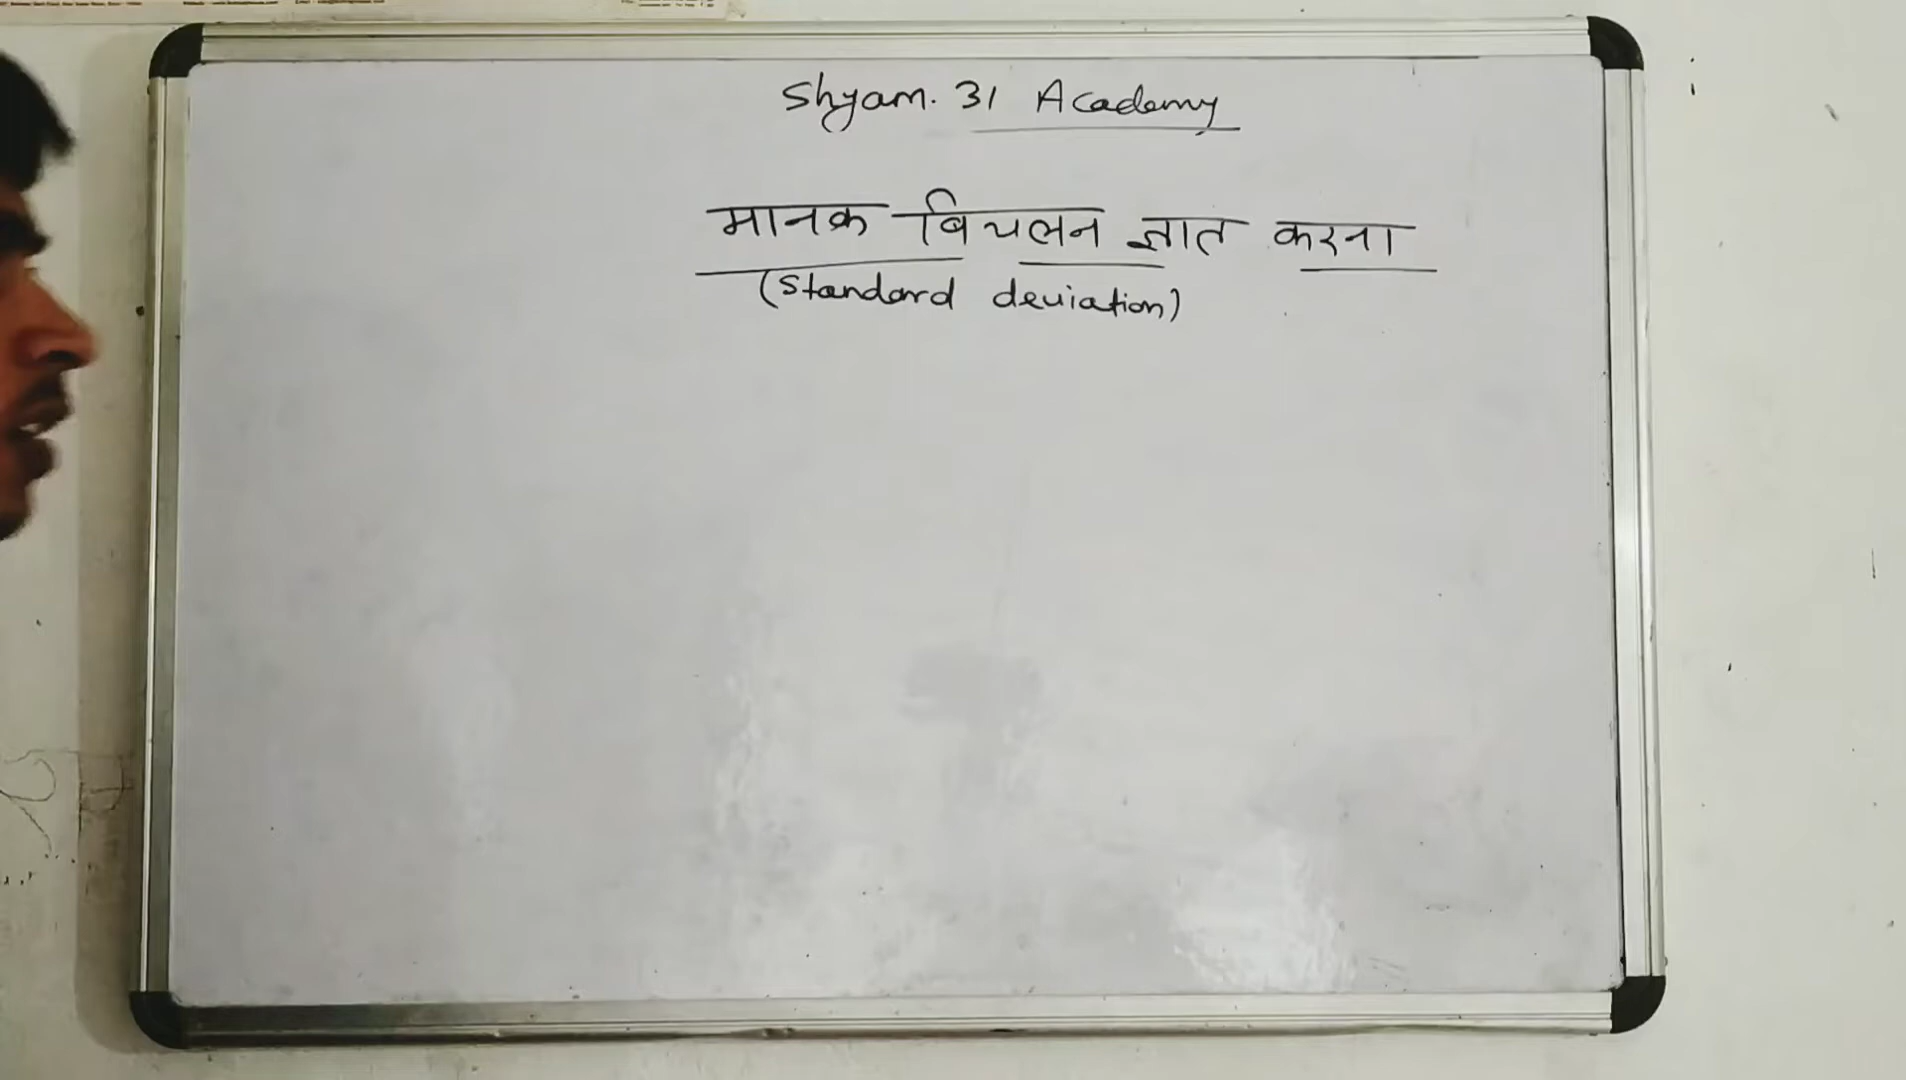 Shyam. 31 Academy
मानक बिचलन ज्ञात करना
(Standard deviation)